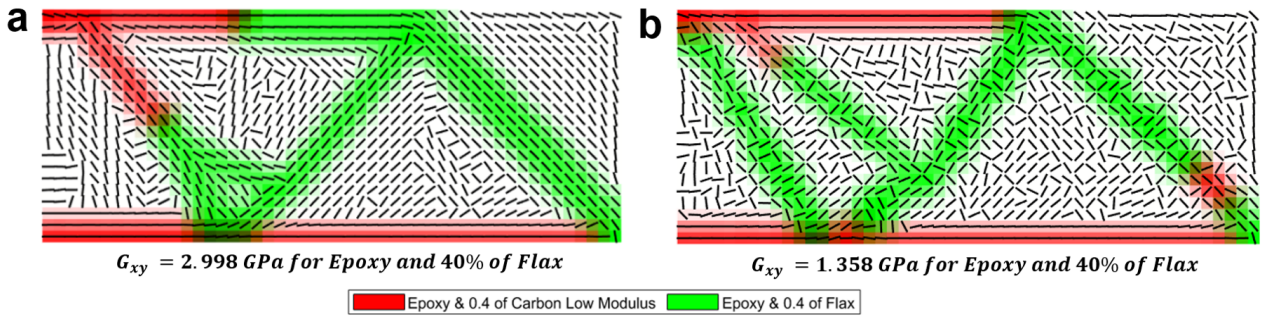 a
b
G_xy = 2.998 GPa for Epoxy and 40% of Flax
G_xy = 1.358 GPa for Epoxy and 40% of Flax
Epoxy & 0.4 of Carbon Low Modulus Epoxy & 0.4 of Flax